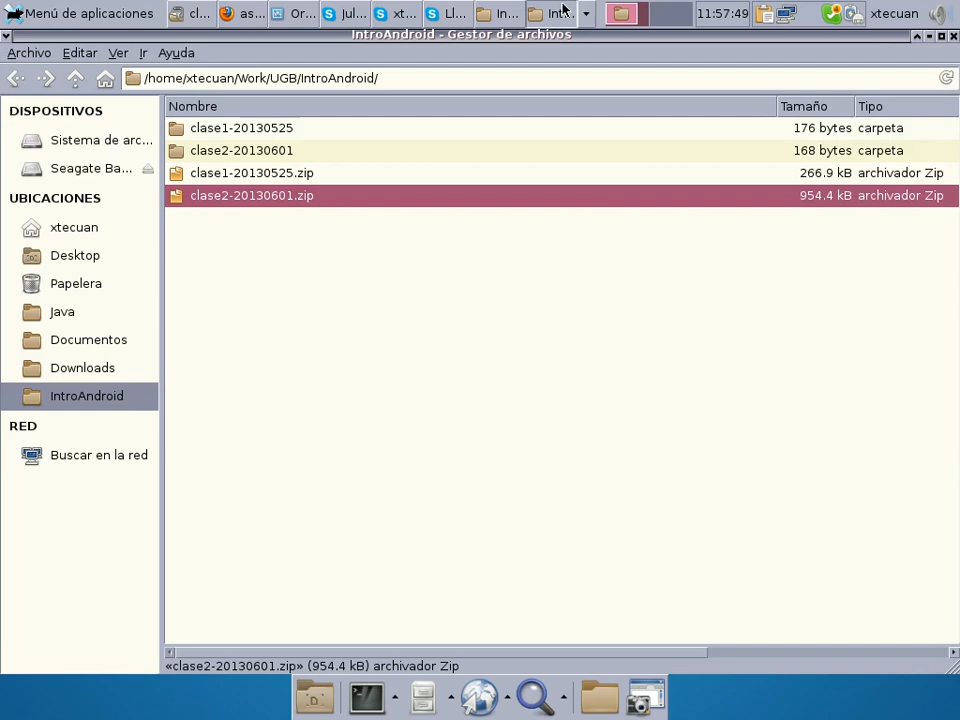 Menú de aplicaciones cl... as... Or... Jul... xt... Ll... In... Int... 11:57:49 xtecuan
IntroAndroid - Gestor de archivos
Archivo Editar Ver Ir Ayuda
/home/xtecuan/Work/UGB/IntroAndroid/
DISPOSITIVOS
Sistema de arc...
Seagate Ba...
UBICACIONES
xtecuan
Desktop
Papelera
Java
Documentos
Downloads
IntroAndroid
RED
Buscar en la red
Nombre Tamaño Tipo
clase1-20130525 176 bytes carpeta
clase2-20130601 168 bytes carpeta
clase1-20130525.zip 266.9 kB archivador Zip
clase2-20130601.zip 954.4 kB archivador Zip
«clase2-20130601.zip» (954.4 kB) archivador Zip